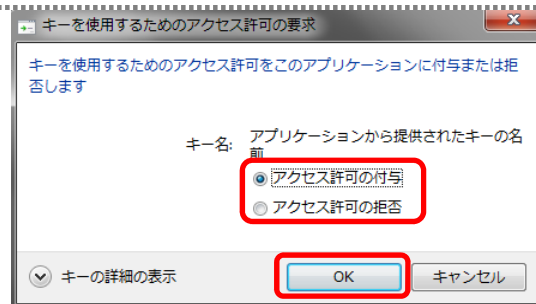 キーを使用するためのアクセス許可の要求
キーを使用するためのアクセス許可をこのアプリケーションに付与または拒
否します
キー名: アプリケーションから提供されたキーの名
前
アクセス許可の付与
アクセス許可の拒否
キーの詳細の表示 OK キャンセル